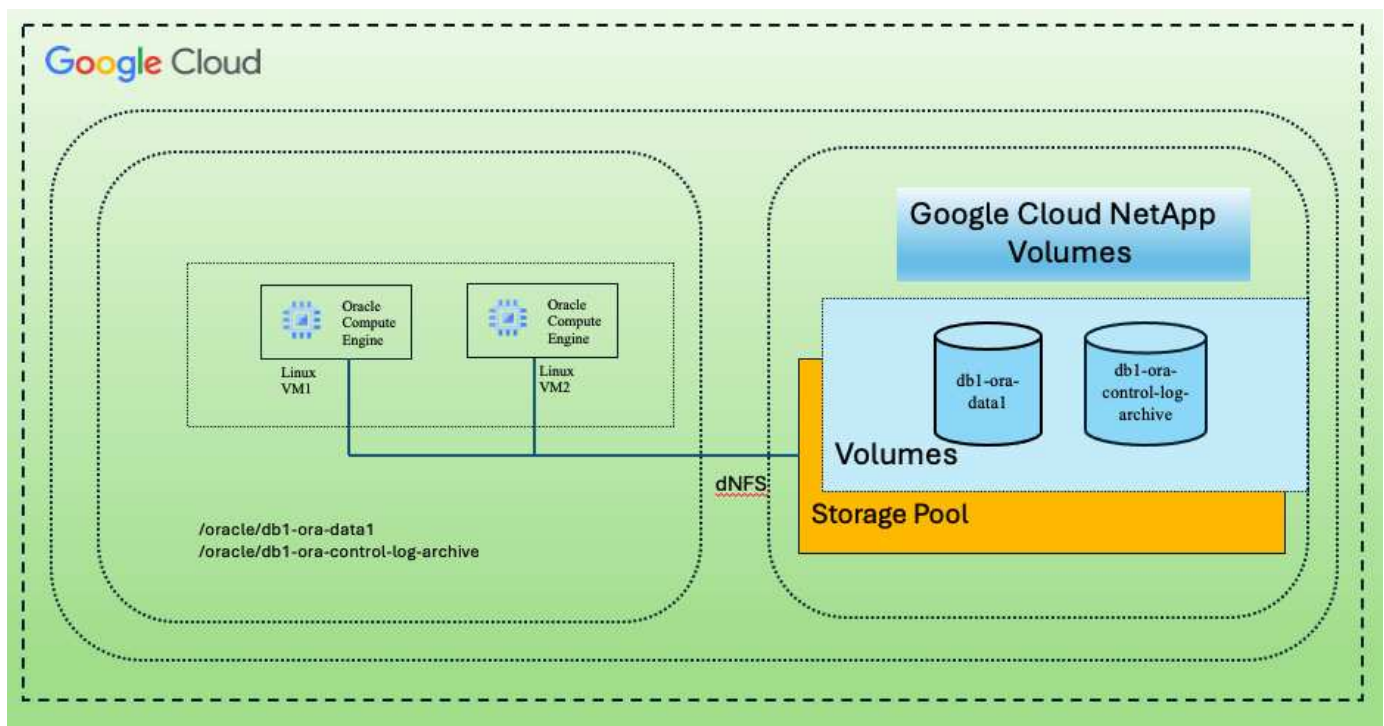 Google Cloud
Google Cloud NetApp
Volumes
Oracle
Compute
Engine
Linux
VM1
Oracle
Compute
Engine
Linux
VM2
db1-ora-
data1
db1-ora-
control-log-
archive
Volumes
dNFS
Storage Pool
/oracle/db1-ora-data1
/oracle/db1-ora-control-log-archive